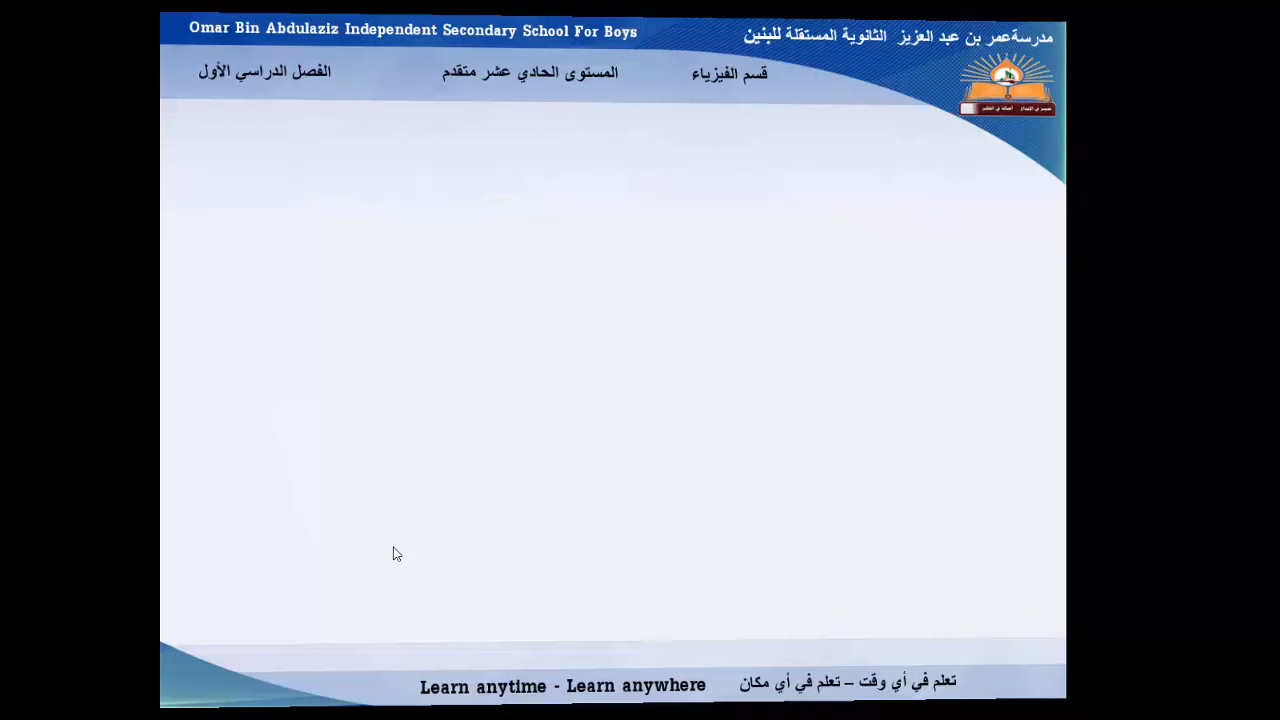 Omar Bin Abdulaziz Independent Secondary School For Boys
مدرسةعمر بن عبد العزيز الثانوية المستقلة للبنين
قسم الفيزياء
المستوى الحادي عشر متقدم
الفصل الدراسي الأول
تعلم في أي وقت – تعلم في أي مكان
Learn anytime - Learn anywhere